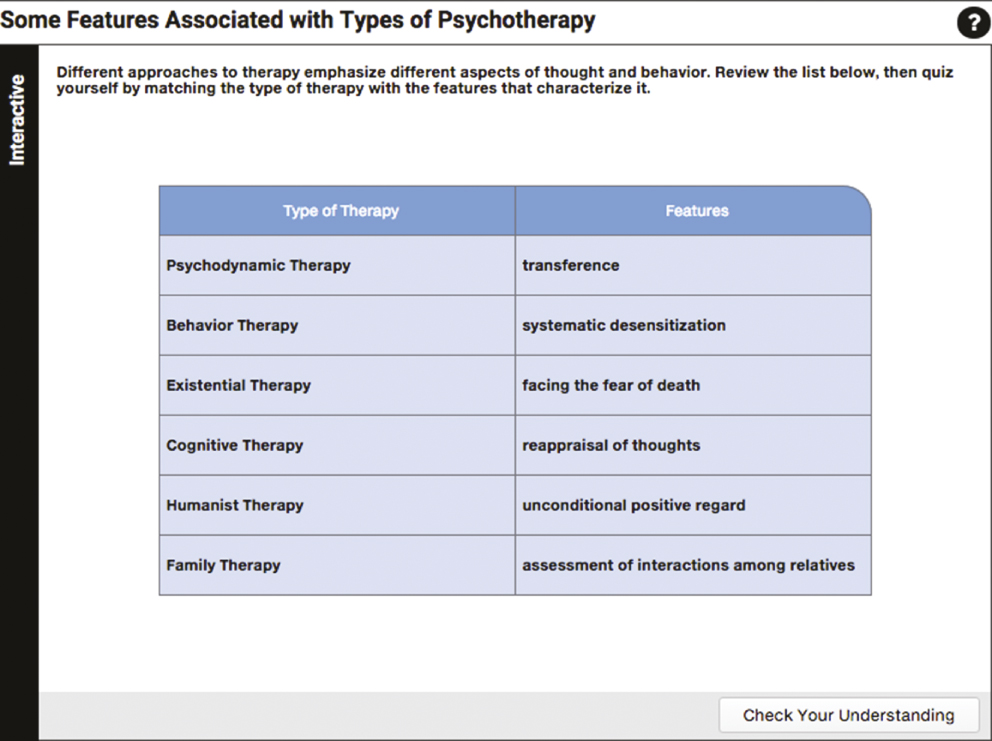 Some Features Associated with Types of Psychotherapy
?
Interactive
Different approaches to therapy emphasize different aspects of thought and behavior. Review the list below, then quiz
yourself by matching the type of therapy with the features that characterize it.
Type of Therapy Features
Psychodynamic Therapy transference
Behavior Therapy systematic desensitization
Existential Therapy facing the fear of death
Cognitive Therapy reappraisal of thoughts
Humanist Therapy unconditional positive regard
Family Therapy assessment of interactions among relatives
Check Your Understanding